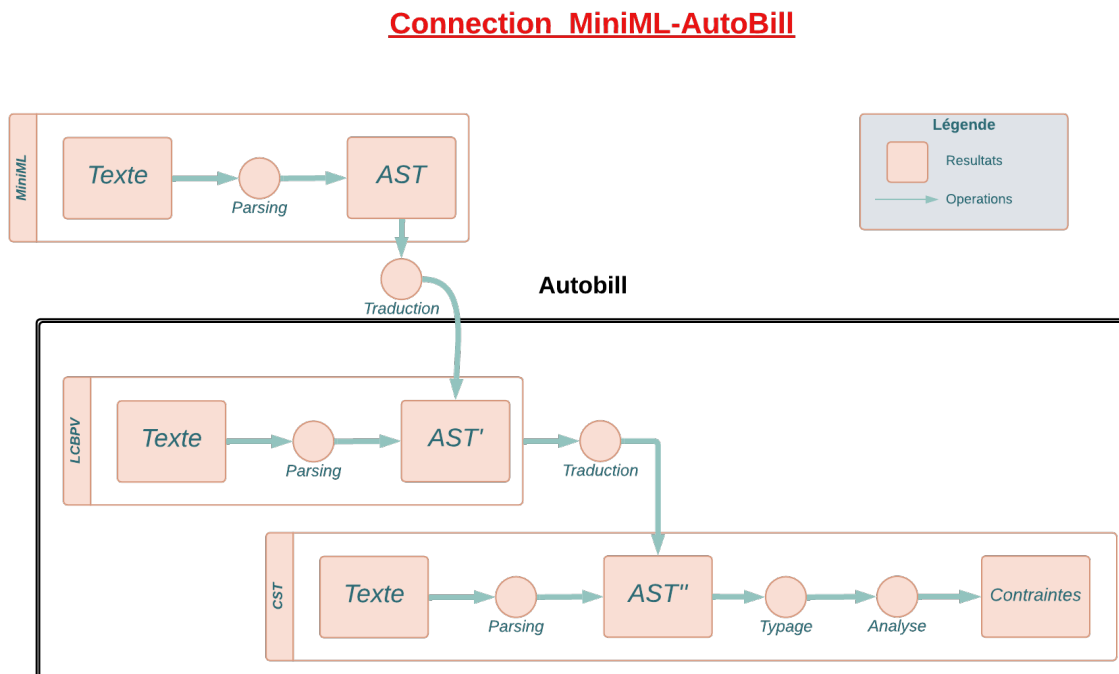 Connection MiniML-AutoBill
MiniML
Texte
Parsing
AST
Légende
Resultats
Operations
Traduction
Autobill
LCBPV
Texte
Parsing
AST'
Traduction
CST
Texte
Parsing
AST"
Typage
Analyse
Contraintes